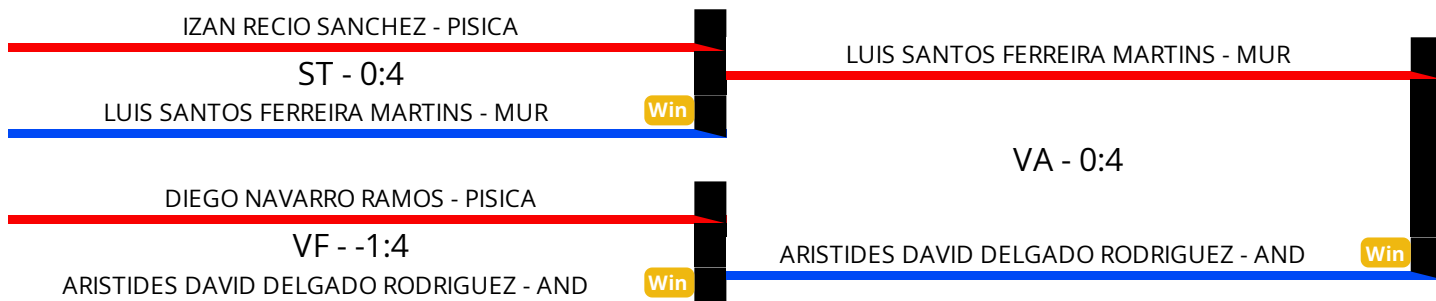 IZAN RECIO SANCHEZ - PISICA
ST - 0:4
LUIS SANTOS FERREIRA MARTINS - MUR
Win
DIEGO NAVARRO RAMOS - PISICA
VF - -1:4
ARISTIDES DAVID DELGADO RODRIGUEZ - AND
Win
LUIS SANTOS FERREIRA MARTINS - MUR
VA - 0:4
ARISTIDES DAVID DELGADO RODRIGUEZ - AND
Win